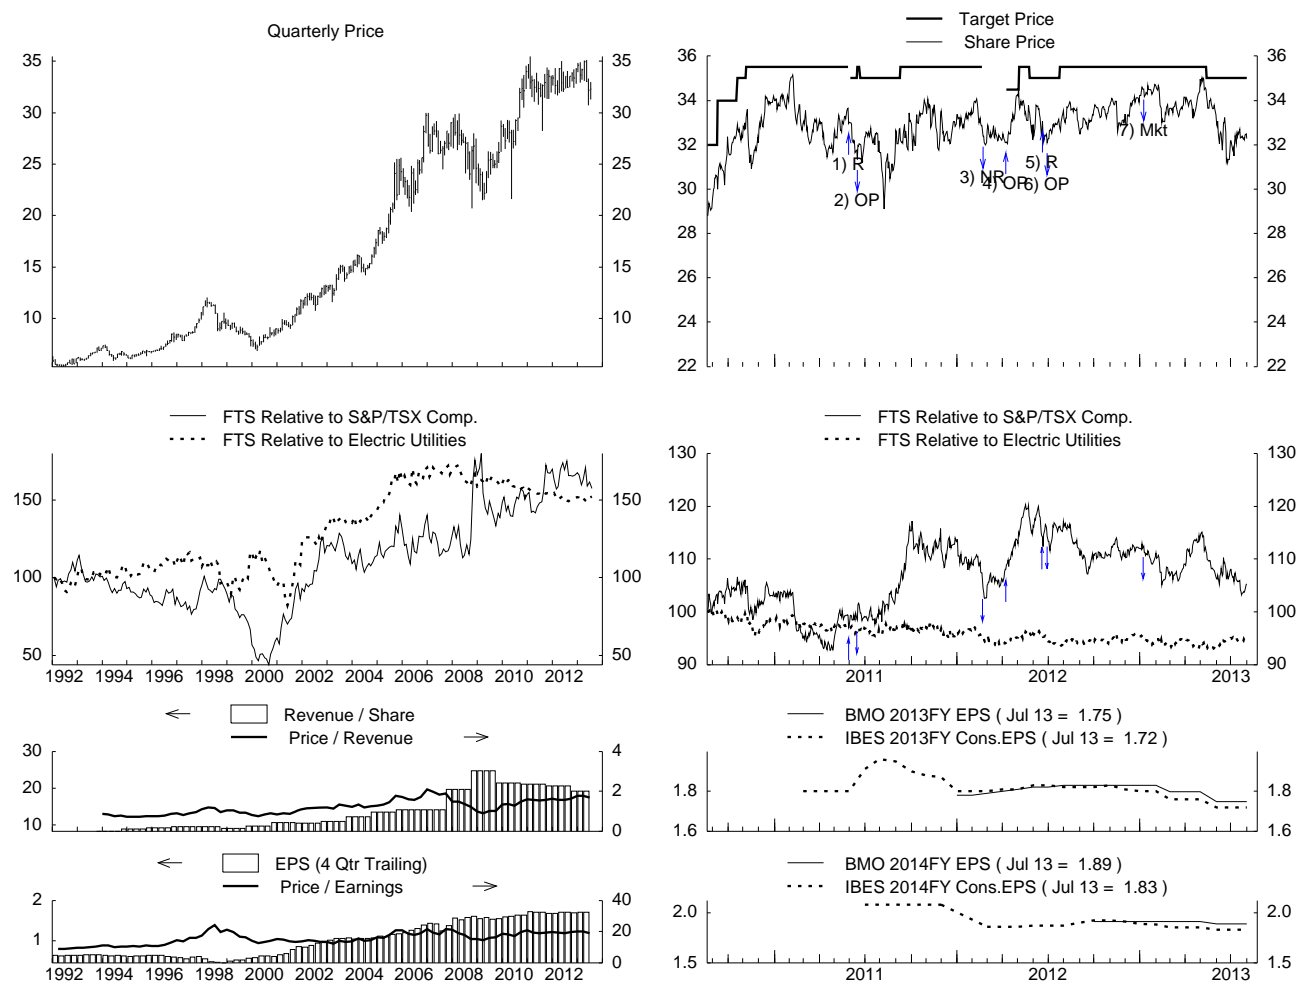 Quarterly Price
35 35
30 30
25 25
20 20
15 15
10 10
Target Price
Share Price
36 36
34 34
32 32
30 30
28 28
26 26
24 24
22 22
1) R
2) OP
3) NR
4) OP
5) R
6) OP
7) Mkt
FTS Relative to S&P/TSX Comp.
FTS Relative to Electric Utilities
150 150
100 100
50 50
1992 1994 1996 1998 2000 2002 2004 2006 2008 2010 2012
FTS Relative to S&P/TSX Comp.
FTS Relative to Electric Utilities
130 130
120 120
110 110
100 100
90 90
2011 2012 2013
Revenue / Share
Price / Revenue
30 4
20 2
10 0
BMO 2013FY EPS ( Jul 13 = 1.75 )
IBES 2013FY Cons.EPS ( Jul 13 = 1.72 )
1.8 1.8
1.6 1.6
EPS (4 Qtr Trailing)
Price / Earnings
2 40
1 20
0
1992 1994 1996 1998 2000 2002 2004 2006 2008 2010 2012
BMO 2014FY EPS ( Jul 13 = 1.89 )
IBES 2014FY Cons.EPS ( Jul 13 = 1.83 )
2.0 2.0
1.5 1.5
2011 2012 2013